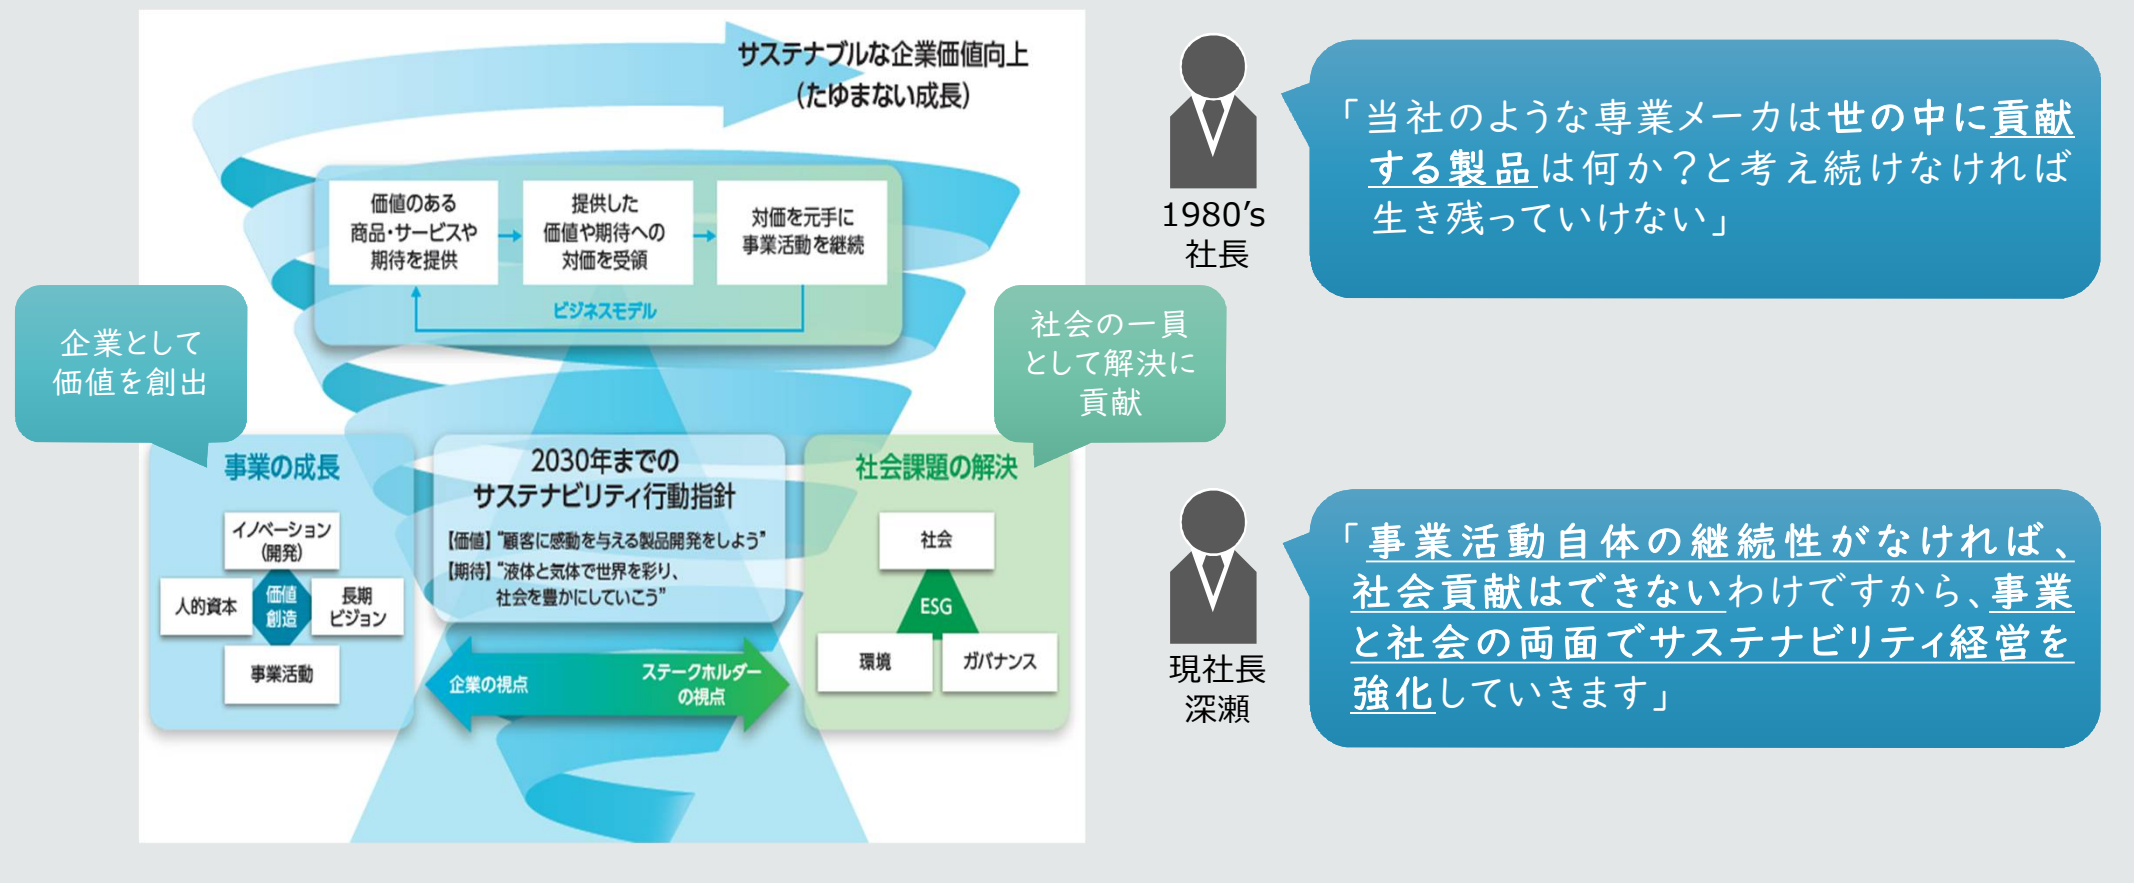 サステナブルな企業価値向上
(たゆまない成長)
価値のある
商品・サービスや
期待を提供
提供した
価値や期待への
対価を受領
対価を元手に
事業活動を継続
ビジネスモデル
企業として
価値を創出
社会の一員
として解決に
貢献
事業の成長
イノベーション
(開発)
人的資本
価値
創造
長期
ビジョン
事業活動
2030年までの
サステナビリティ行動指針
【価値】“顧客に感動を与える製品開発をしよう”
【期待】“液体と気体で世界を彩り、
社会を豊かにしていこう”
企業の視点
ステークホルダー
の視点
社会課題の解決
社会
ESG
環境
ガバナンス
1980’s
社長
「当社のような専業メーカは世の中に貢献
する製品は何か?と考え続けなければ
生き残っていけない」
現社長
深瀬
「事業活動自体の継続性がなければ、
社会貢献はできないわけですから、事業
と社会の両面でサステナビリティ経営を
強化していきます」